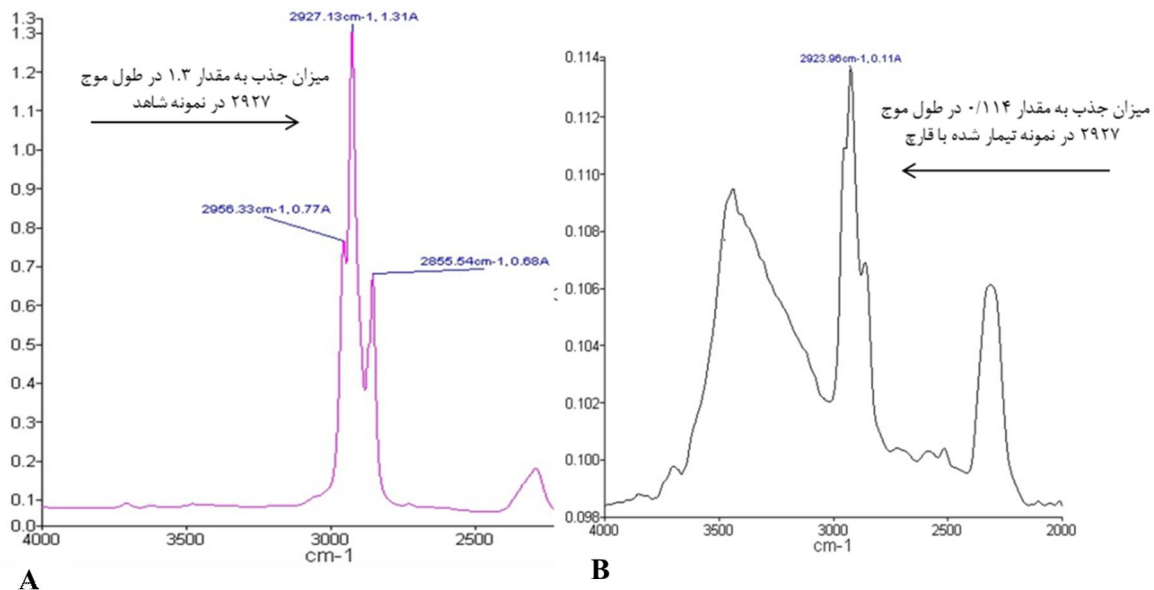 1.3
1.3
1.2
1.1
1.0
0.9
0.8
0.7
0.6
0.5
0.4
0.3
0.2
0.1
0.0
4000
3500
3000
2500
cm-1
2927.13cm-1, 1.31A
میزان جذب به مقدار ۱.۳ در طول موج
۲۹۲۷ در نمونه شاهد
2956.33cm-1, 0.77A
2855.54cm-1, 0.68A
A
0.114
0.112
0.110
0.108
0.106
0.104
0.102
0.100
0.098
4000
3500
3000
2500
2000
cm-1
2923.96cm-1, 0.11A
میزان جذب به مقدار ۰/۱۱۴ در طول موج
۲۹۲۷ در نمونه تیمار شده با قارچ
B